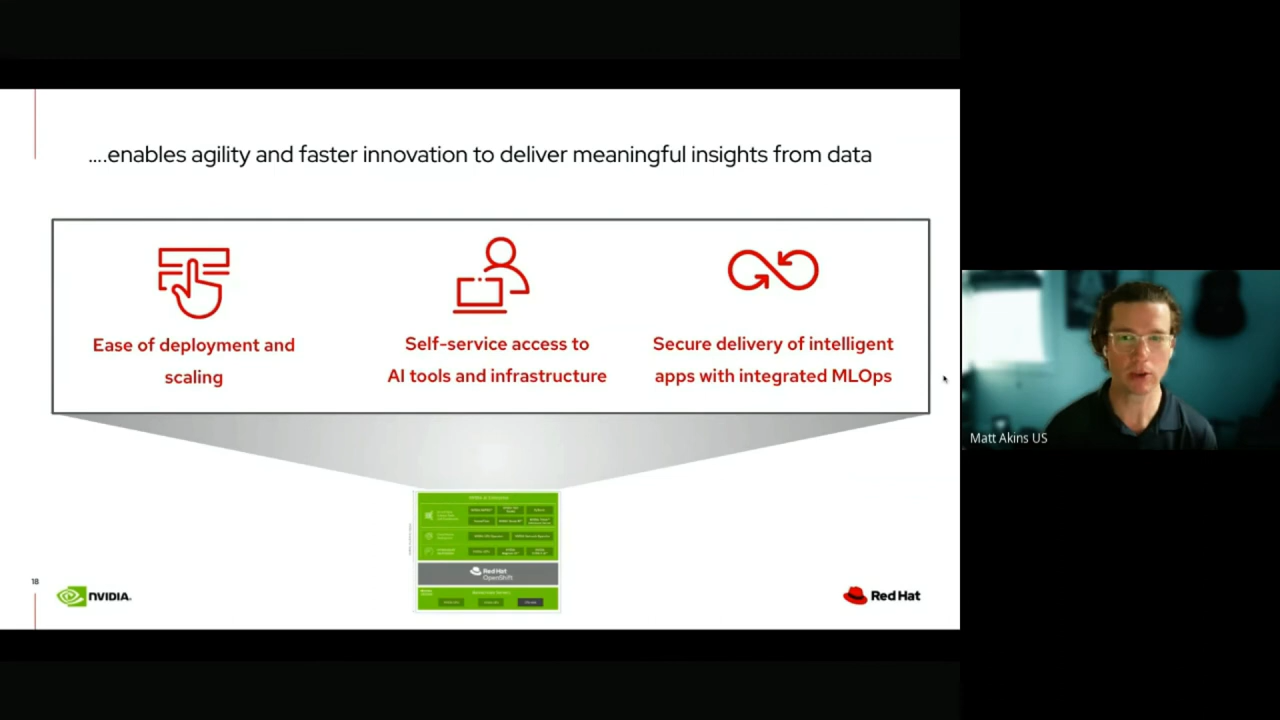 ....enables agility and faster innovation to deliver meaningful insights from data
Ease of deployment and
scaling
Self-service access to
AI tools and infrastructure
Secure delivery of intelligent
apps with integrated MLOps
Matt Akins US
Red Hat
OpenShift
18
NVIDIA.
Red Hat